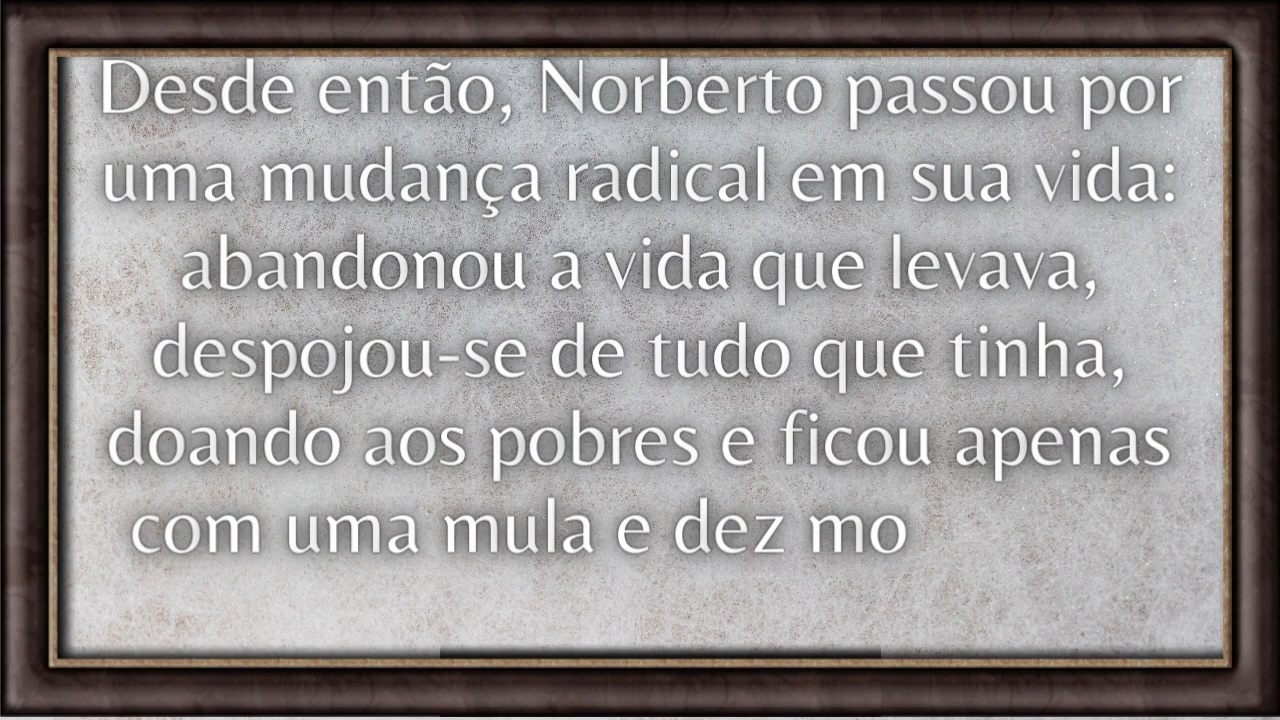 Desde então, Norberto passou por
uma mudança radical em sua vida:
abandonou a vida que levava,
despojou-se de tudo que tinha,
doando aos pobres e ficou apenas
com uma mula e dez mo